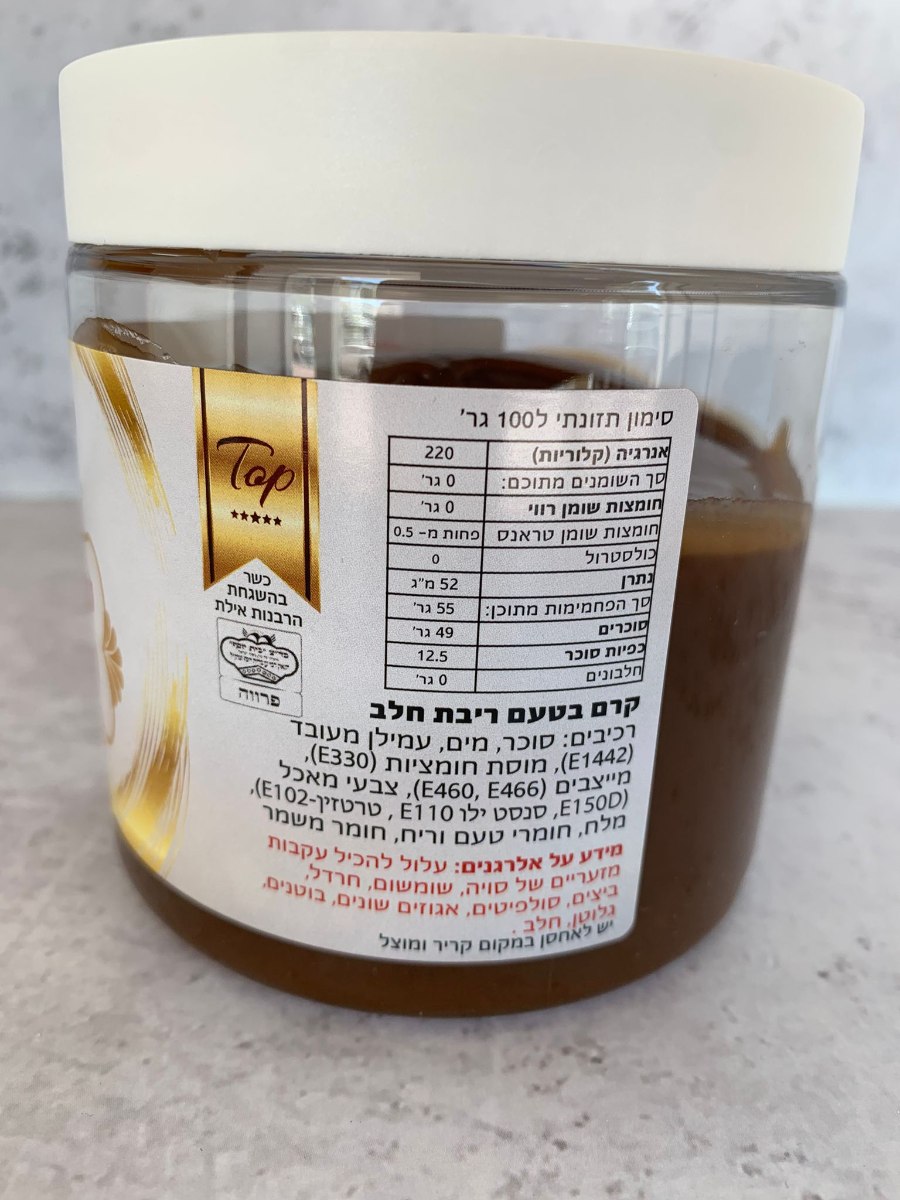 סימון תזונתי ל100 גר'
אנרגיה (קלוריות) 220
סך השומנים מתוכם: 0 גר'
חומצות שומן רווי 0 גר'
חומצות שומן טראנס פחות מ- 0.5
כולסטרול 0
נתרן 52 מ"ג
סך הפחמימות מתוכן: 55 גר'
סוכרים 49 גר'
כפיות סוכר 12.5
חלבונים 0 גר'
קרם בטעם ריבת חלב
רכיבים: סוכר, מים, עמילן מעובד
(E1442), מוסת חומציות (E330),
מייצבים (E460, E466), צבעי מאכל
(E150D, סנסט ילו E110 , טרטזין-E102),
מלח, חומרי טעם וריח, חומר משמר
מידע על אלרגנים: עלול להכיל עקבות
מזעריים של סויה, שומשום, חרדל,
ביצים, סולפיטים, אגוזים שונים, בוטנים,
גלוטן, חלב .
יש לאחסן במקום קריר ומוצל
Top
כשר
בהשגחת
הרבנות אילת
פרווה